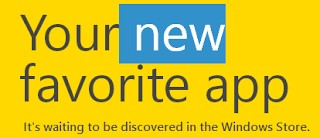 Your new
favorite app
It's waiting to be discovered in the Windows Store.